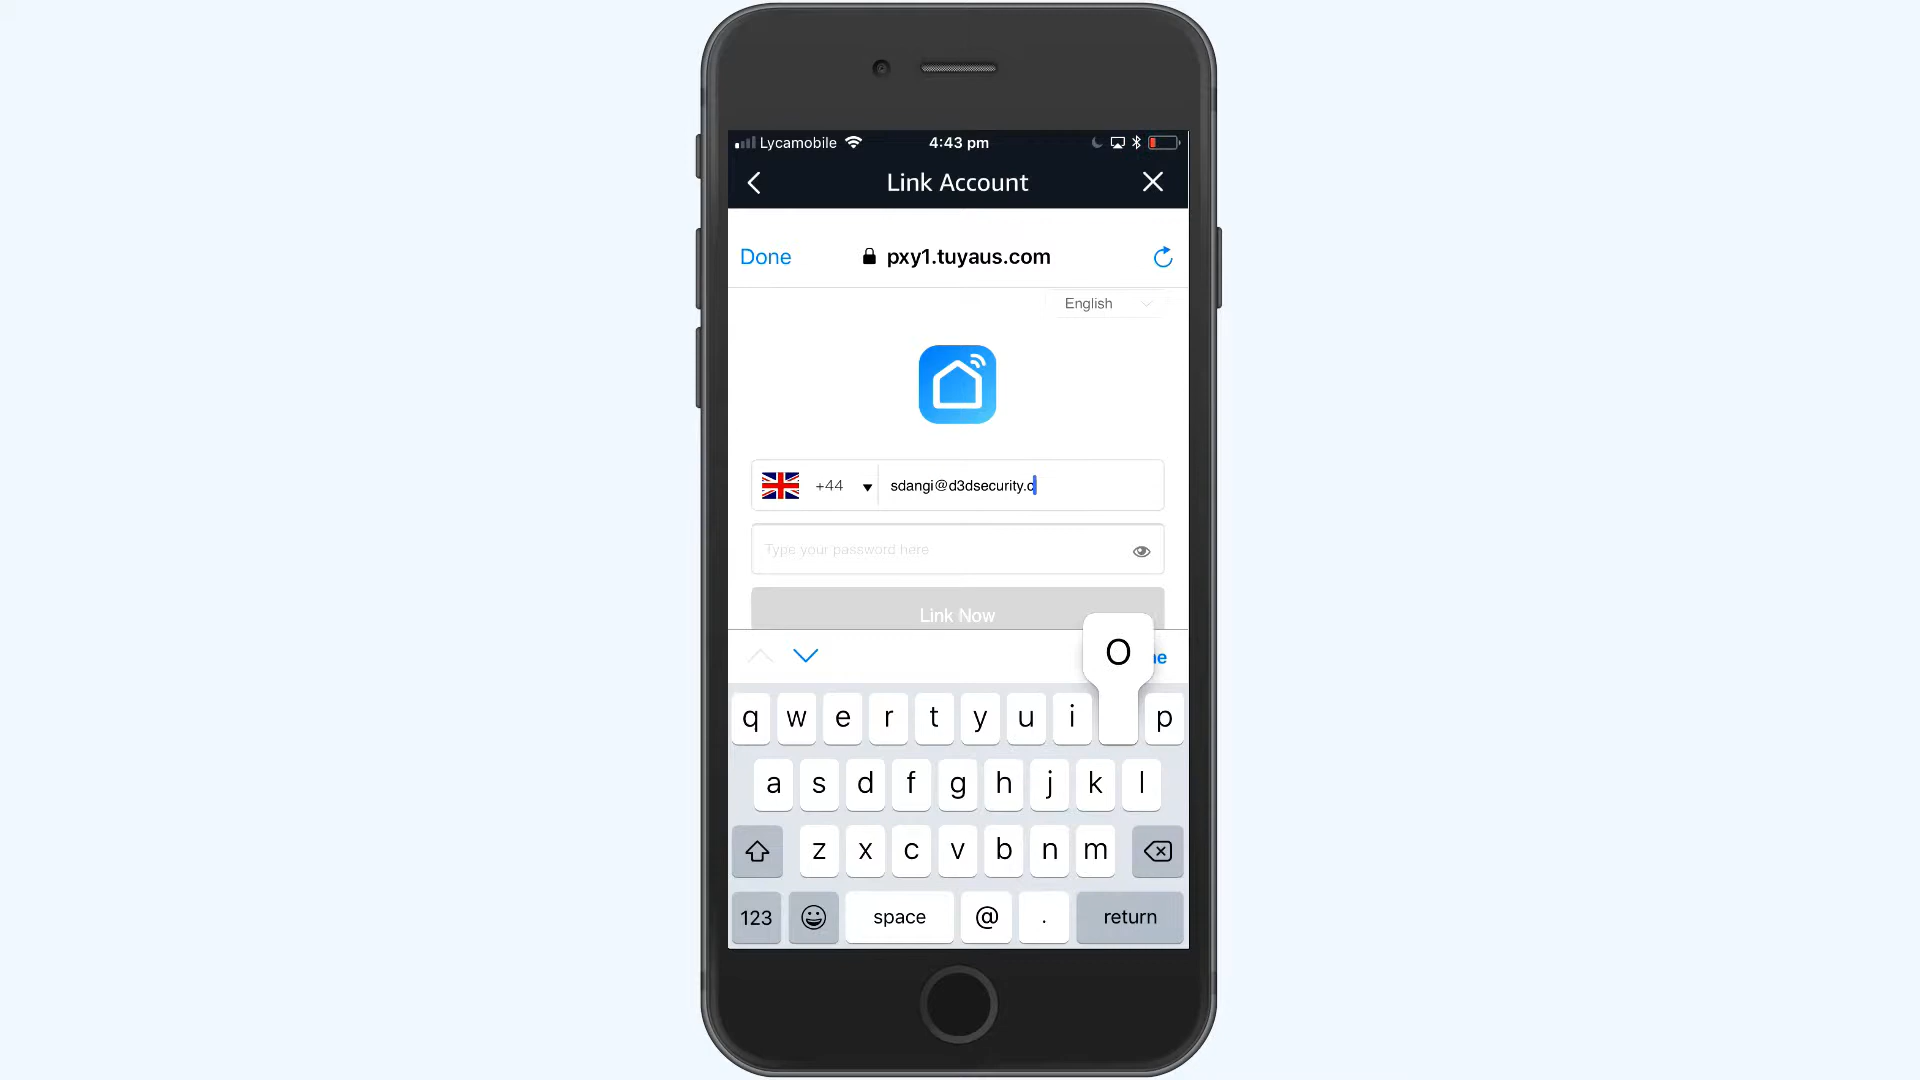 Lycamobile 4:43 pm
Link Account
Done pxy1.tuyaus.com
English
+44 sdangi@d3dsecurity.c
Type your password here
Link Now
O
ne
q w e r t y u i p
a s d f g h j k l
z x c v b n m
123 space @ . return